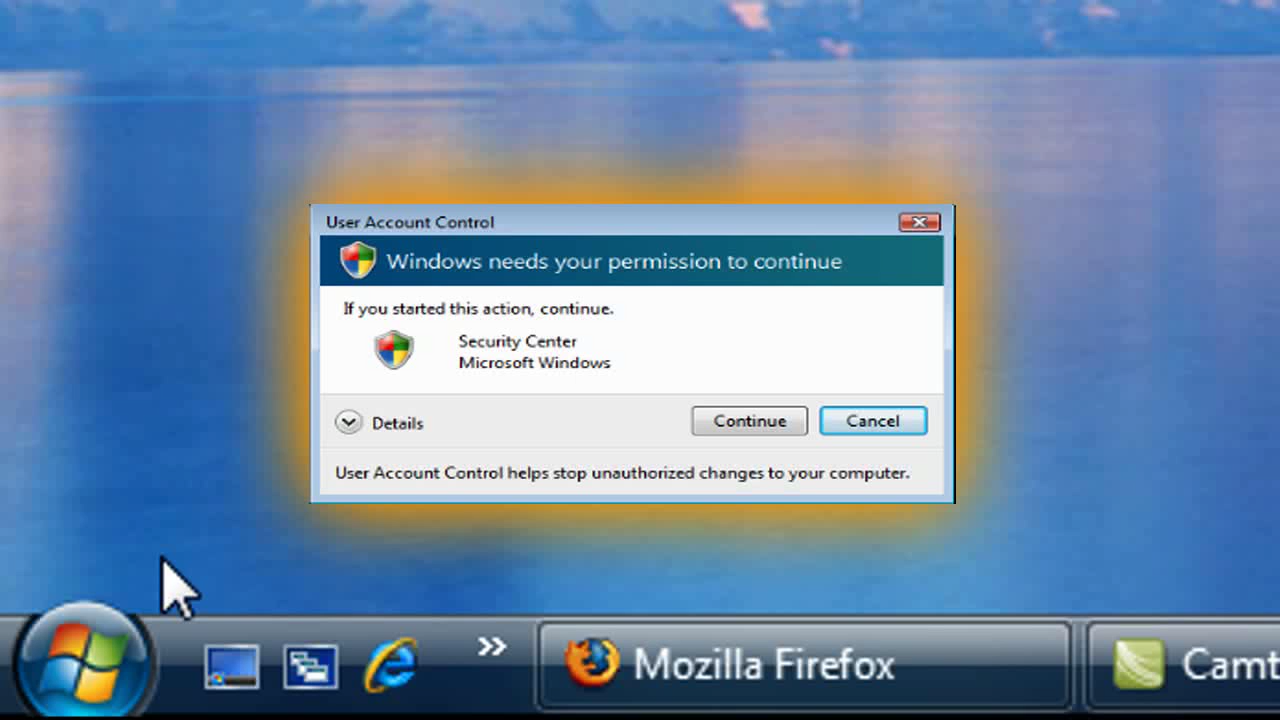 User Account Control
Windows needs your permission to continue
If you started this action, continue.
Security Center
Microsoft Windows
Details
Continue
Cancel
User Account Control helps stop unauthorized changes to your computer.
Mozilla Firefox
Camt